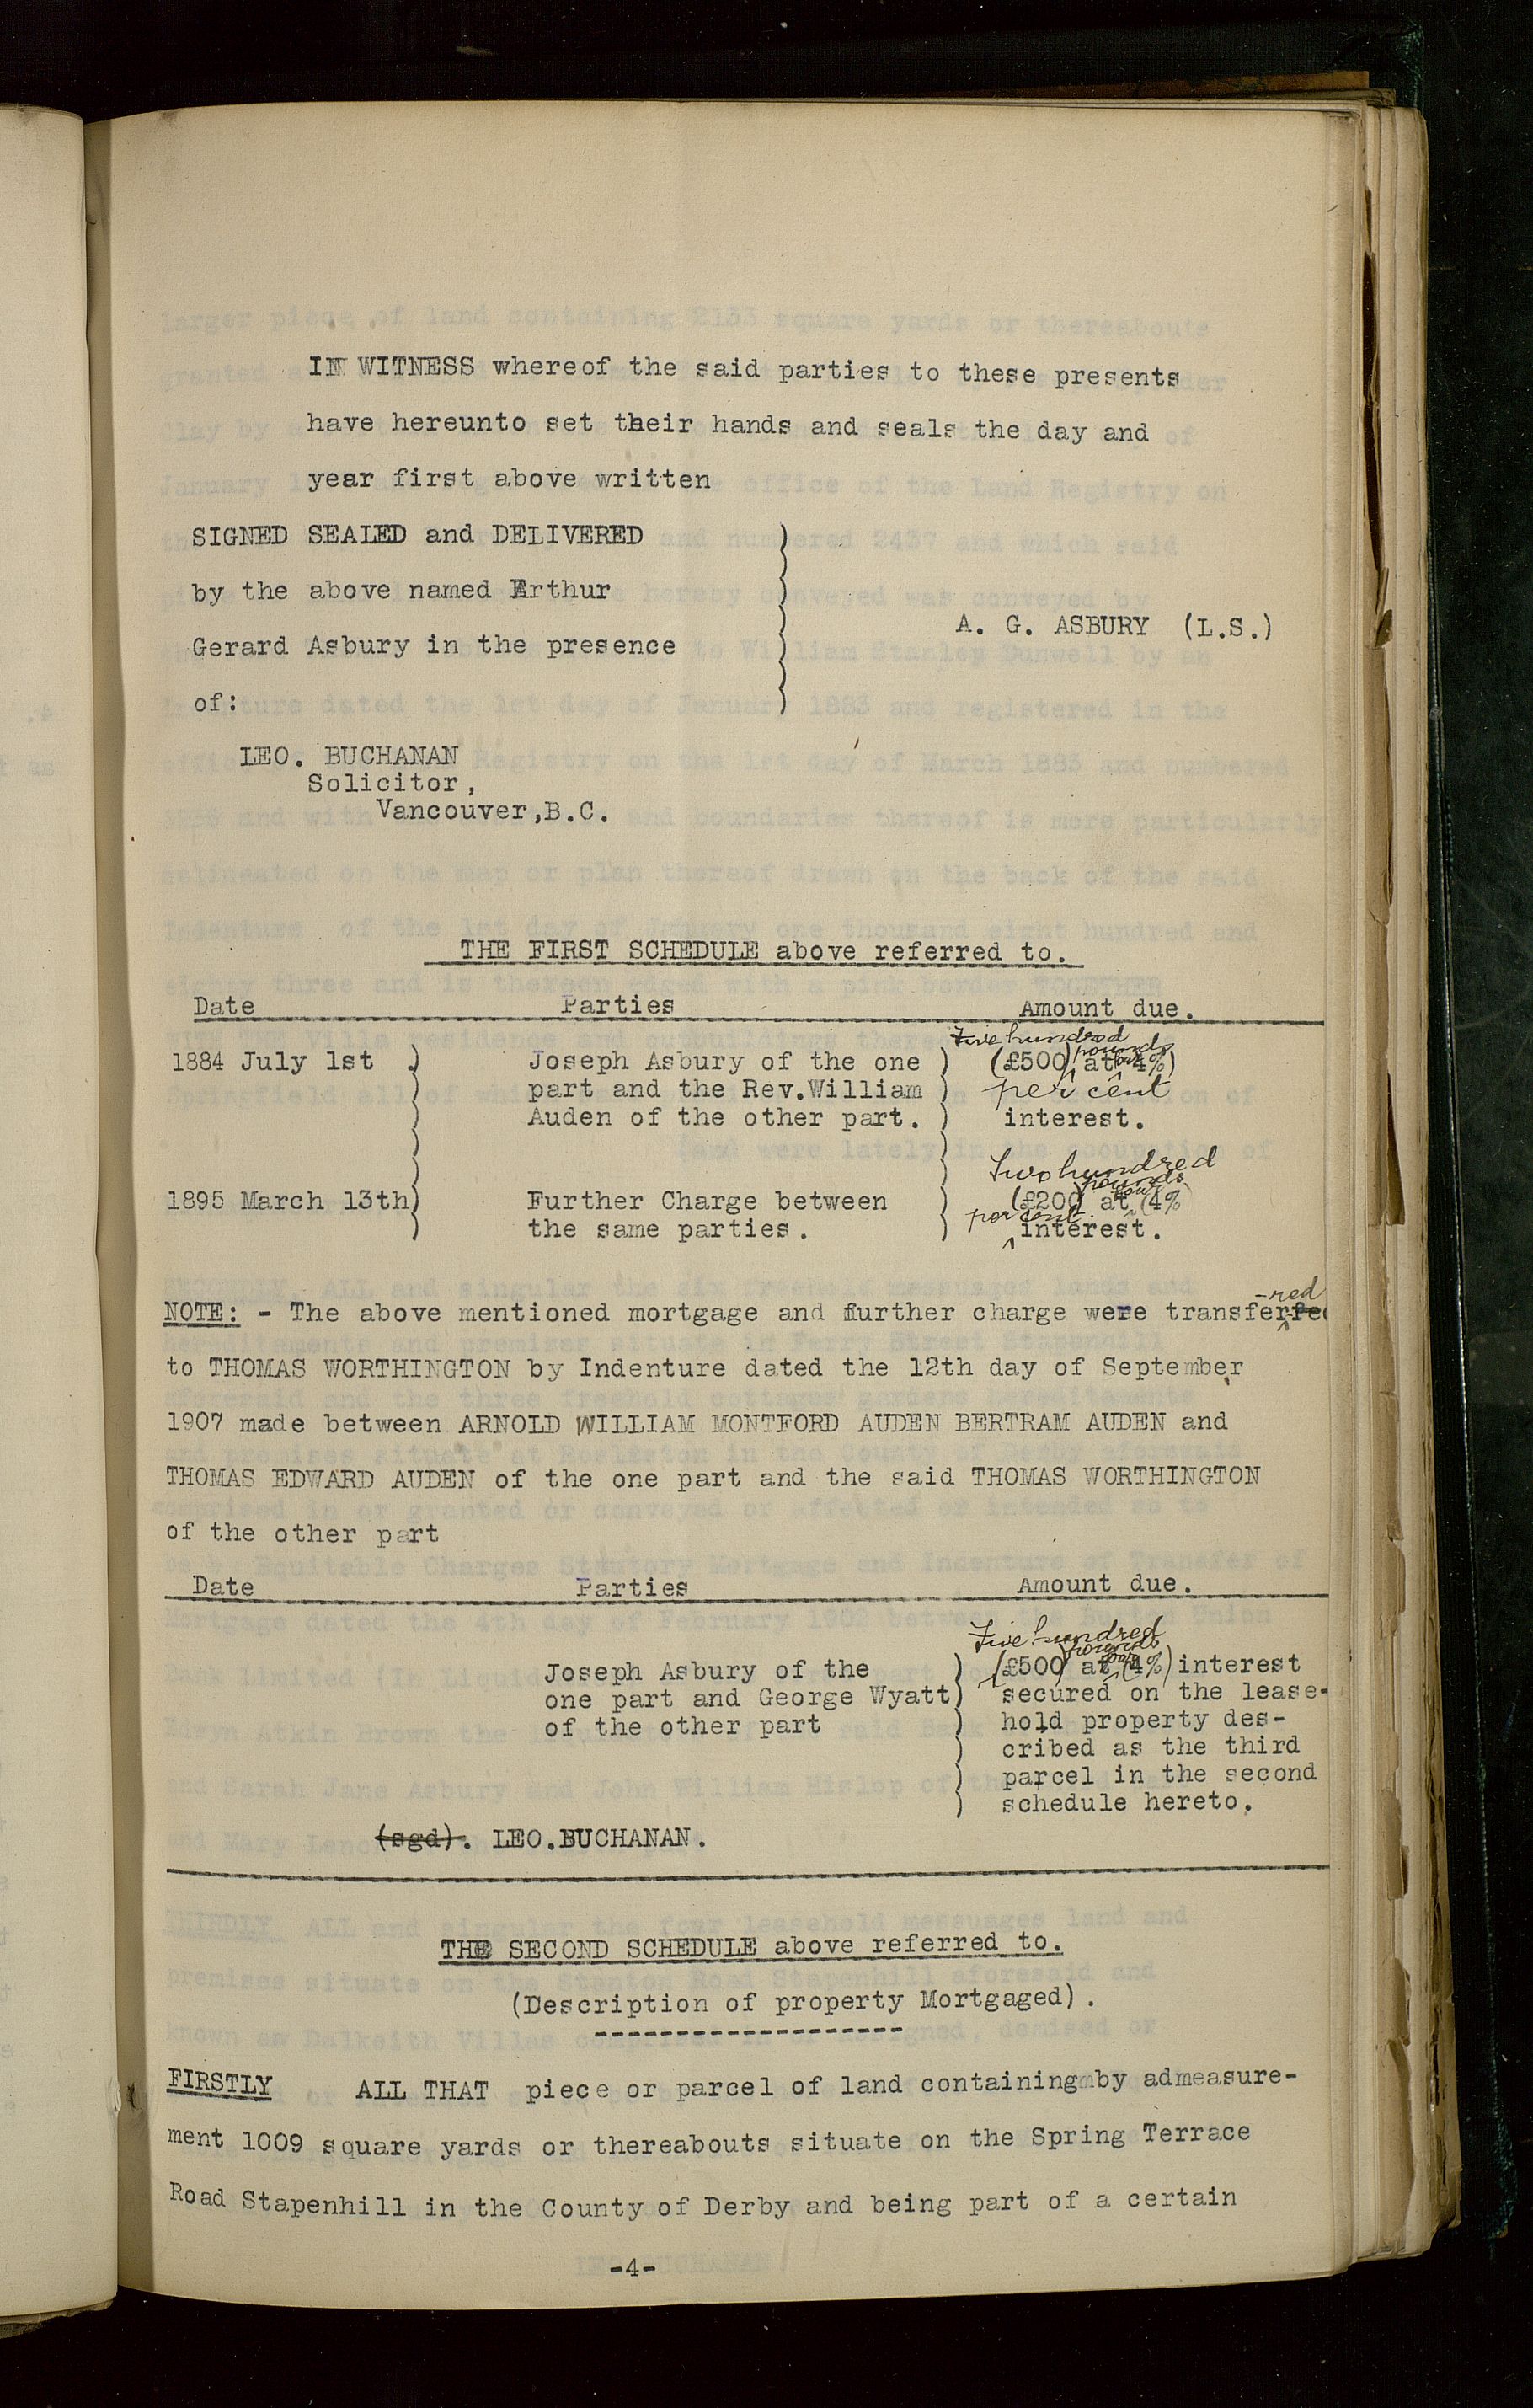 IN WITNESS whereof the said parties to these presents
have hereunto set their hands and seals the day and
year first above written
SIGNED SEALED and DELIVERED )
by the above named Arthur )
A. G. ASBURY (L.S.)
Gerard Asbury in the presence )
of: )
LEO. BUCHANAN
Solicitor,
Vancouver,B.C.
THE FIRST SCHEDULE above referred to.
Date Parties Amount due.
Five hundred
pounds four
1884 July 1st ) Joseph Asbury of the one ) (£500) at (4%)
part and the Rev.William ) per cent
Auden of the other part. ) interest.
two hundred
pounds four
1895 March 13th) Further Charge between ) (£200) at (4%
per cent
the same parties. ) interest.
-red
NOTE: - The above mentioned mortgage and further charge were transferred
to THOMAS WORTHINGTON by Indenture dated the 12th day of September
1907 made between ARNOLD WILLIAM MONTFORD AUDEN BERTRAM AUDEN and
THOMAS EDWARD AUDEN of the one part and the said THOMAS WORTHINGTON
of the other part
Date Parties Amount due.
Five hundred
pounds four
Joseph Asbury of the ) (£500) at (4%) interest
one part and George Wyatt) secured on the lease-
of the other part ) hold property des-
) cribed as the third
) parcel in the second
) schedule hereto.
(sgd). LEO.BUCHANAN.
THE SECOND SCHEDULE above referred to.
(Description of property Mortgaged).
FIRSTLY ALL THAT piece or parcel of land containingmby admeasure-
ment 1009 square yards or thereabouts situate on the Spring Terrace
Road Stapenhill in the County of Derby and being part of a certain
-4-